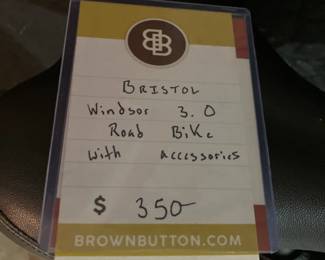 BB
BRISTOL
Windsor 3.0
Road Bike
with accessories
$ 350
BROWNBUTTON.COM